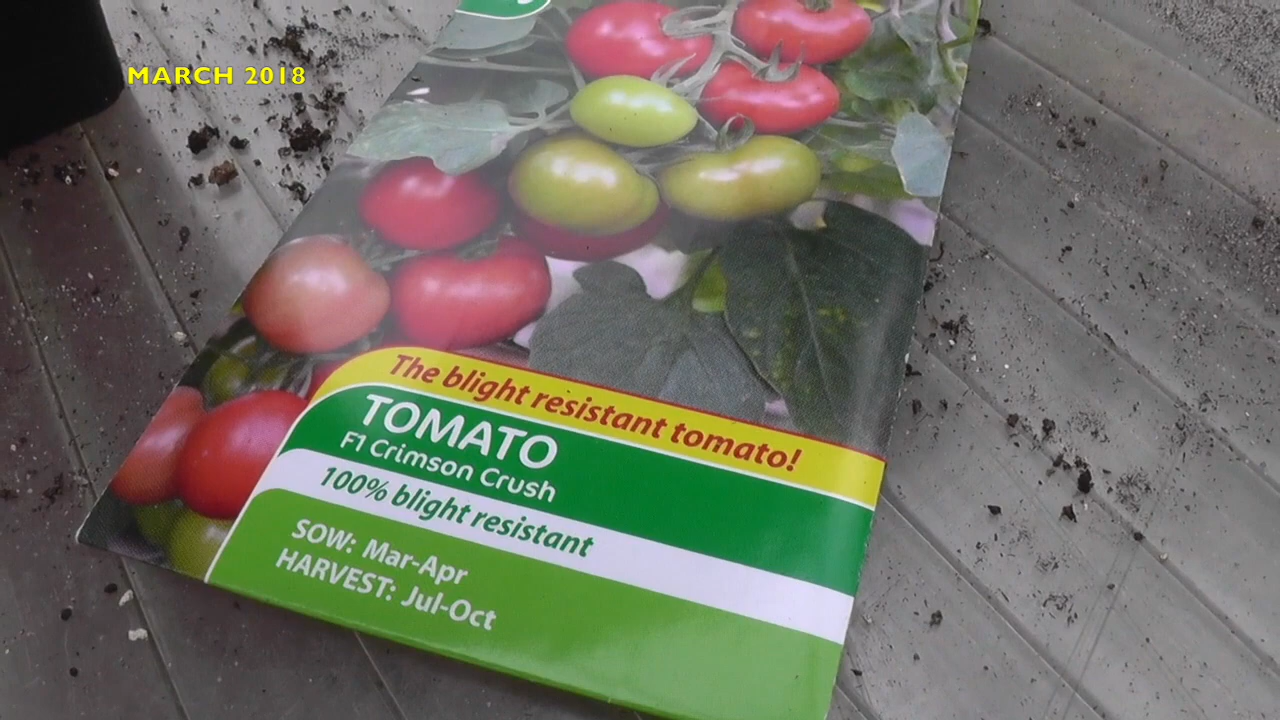 MARCH 2018
The blight resistant tomato!
TOMATO
F1 Crimson Crush
100% blight resistant
SOW: Mar-Apr
HARVEST: Jul-Oct